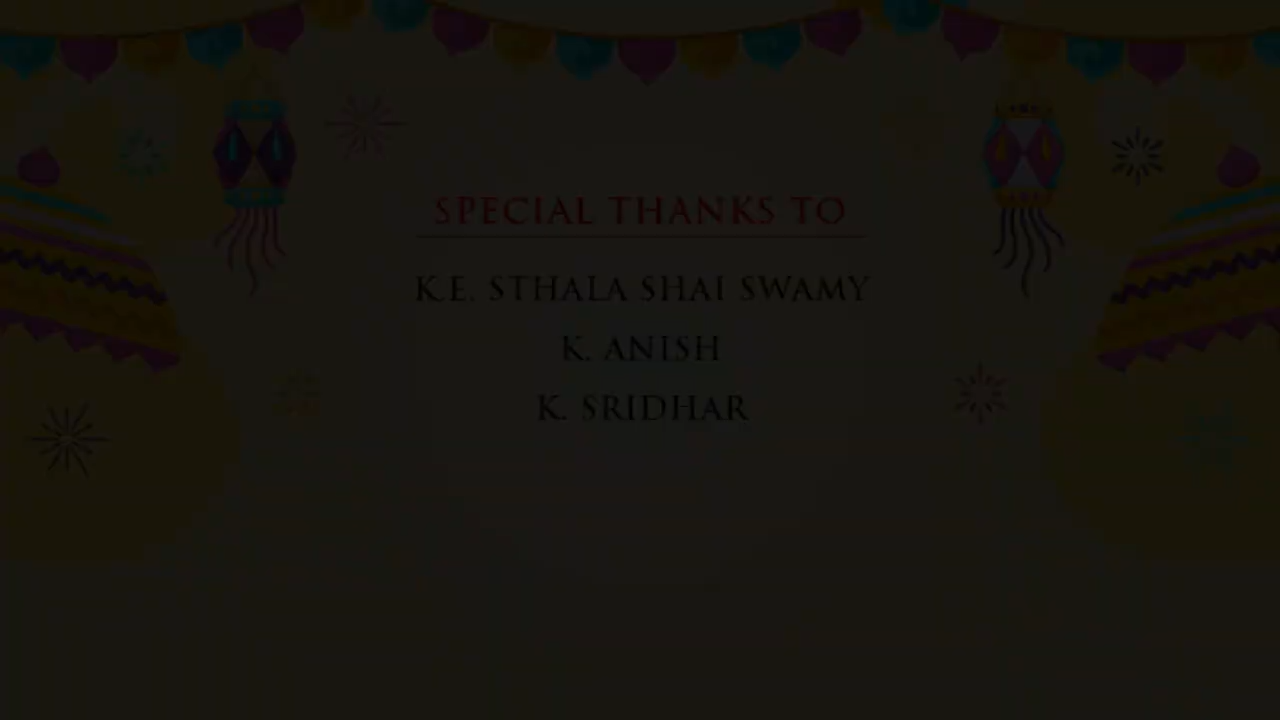 SPECIAL THANKS TO
K.E. STHALA SHAI SWAMY
K. ANISH
K. SRIDHAR